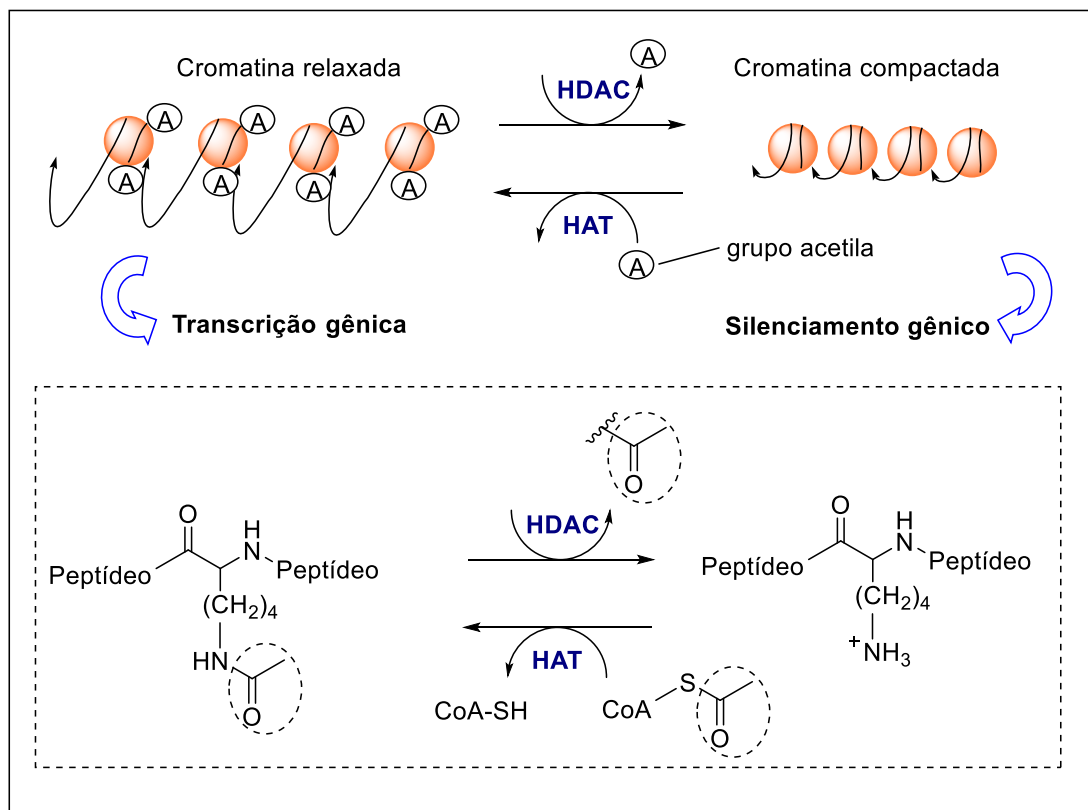 Cromatina relaxada
A
HDAC
Cromatina compactada
A A A A
A A A A
HAT
A
grupo acetila
Transcrição gênica
Silenciamento gênico
O
HDAC
O H
Peptídeo N Peptídeo
(CH₂)₄
HN
O
HAT
CoA-SH
CoA S
O
O H
Peptídeo N Peptídeo
(CH₂)₄
⁺NH₃